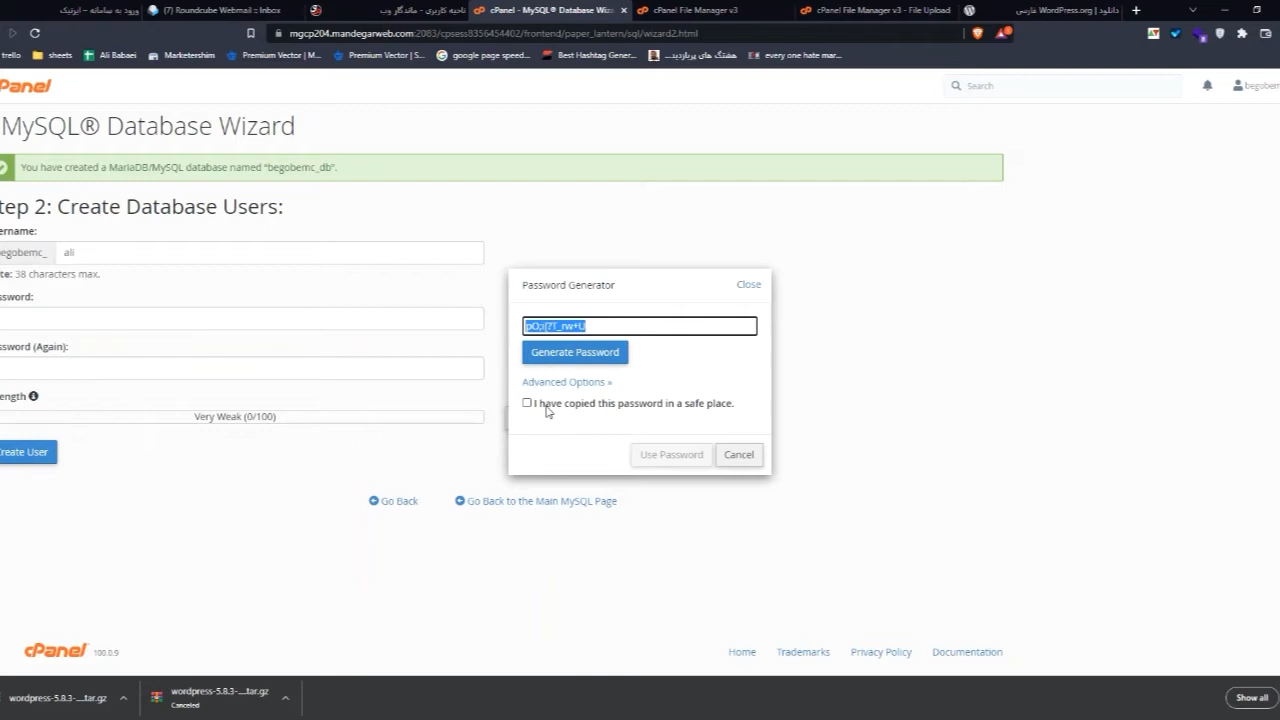 ورود به سامانه - ایرتیک
(7) Roundcube Webmail :: Inbox
ناحیه کاربری - ماندگار وب
cPanel - MySQL® Database Wiz
cPanel File Manager v3
cPanel File Manager v3 - File Upload
دانلود | WordPress.org فارسی
mgcp204.mandegarweb.com:2083/cpsess8356454402/frontend/paper_lantern/sql/wizard2.html
trello
sheets
Ali Babaei
Marketershim
Premium Vector | M...
Premium Vector | S...
google page speed...
Best Hashtag Gener...
هشتگ های پربازدید...
every one hate mar...
Panel
Search
begobem
MySQL® Database Wizard
You have created a MariaDB/MySQL database named "begobemc_db".
tep 2: Create Database Users:
ername:
egobemc_
ali
te: 38 characters max.
ssword:
ssword (Again):
ength
Very Weak (0/100)
reate User
Password Generator
Close
Generate Password
Advanced Options »
I have copied this password in a safe place.
Use Password
Cancel
Go Back
Go Back to the Main MySQL Page
cPanel
100.0.9
Home
Trademarks
Privacy Policy
Documentation
wordpress-5.8.3-....tar.gz
wordpress-5.8.3-....tar.gz
Canceled
Show all